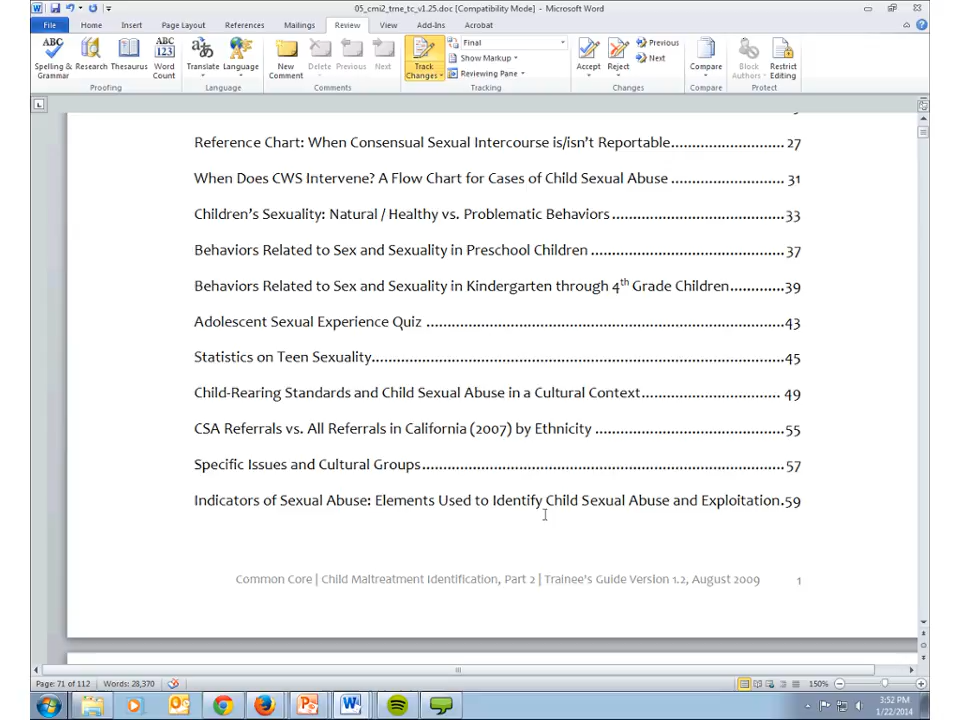 05_cmi2_trne_tc_v1.25.doc [Compatibility Mode] - Microsoft Word
File Home Insert Page Layout References Mailings Review View Add-Ins Acrobat
Spelling & Grammar Research Thesaurus Word Count Translate Language New Comment Delete Previous Next Track Changes Final Show Markup Reviewing Pane Accept Reject Previous Next Compare Block Authors Restrict Editing
Proofing Language Comments Tracking Changes Compare Protect
Reference Chart: When Consensual Sexual Intercourse is/isn't Reportable........................... 27
When Does CWS Intervene? A Flow Chart for Cases of Child Sexual Abuse ........................... 31
Children's Sexuality: Natural / Healthy vs. Problematic Behaviors ........................................33
Behaviors Related to Sex and Sexuality in Preschool Children .............................................37
Behaviors Related to Sex and Sexuality in Kindergarten through 4th Grade Children.............39
Adolescent Sexual Experience Quiz ....................................................................................43
Statistics on Teen Sexuality.................................................................................................45
Child-Rearing Standards and Child Sexual Abuse in a Cultural Context................................. 49
CSA Referrals vs. All Referrals in California (2007) by Ethnicity ............................................55
Specific Issues and Cultural Groups.....................................................................................57
Indicators of Sexual Abuse: Elements Used to Identify Child Sexual Abuse and Exploitation.59
Common Core | Child Maltreatment Identification, Part 2 | Trainee's Guide Version 1.2, August 2009 1
Page: 71 of 112 Words: 28,370 150%
3:52 PM
1/22/2014